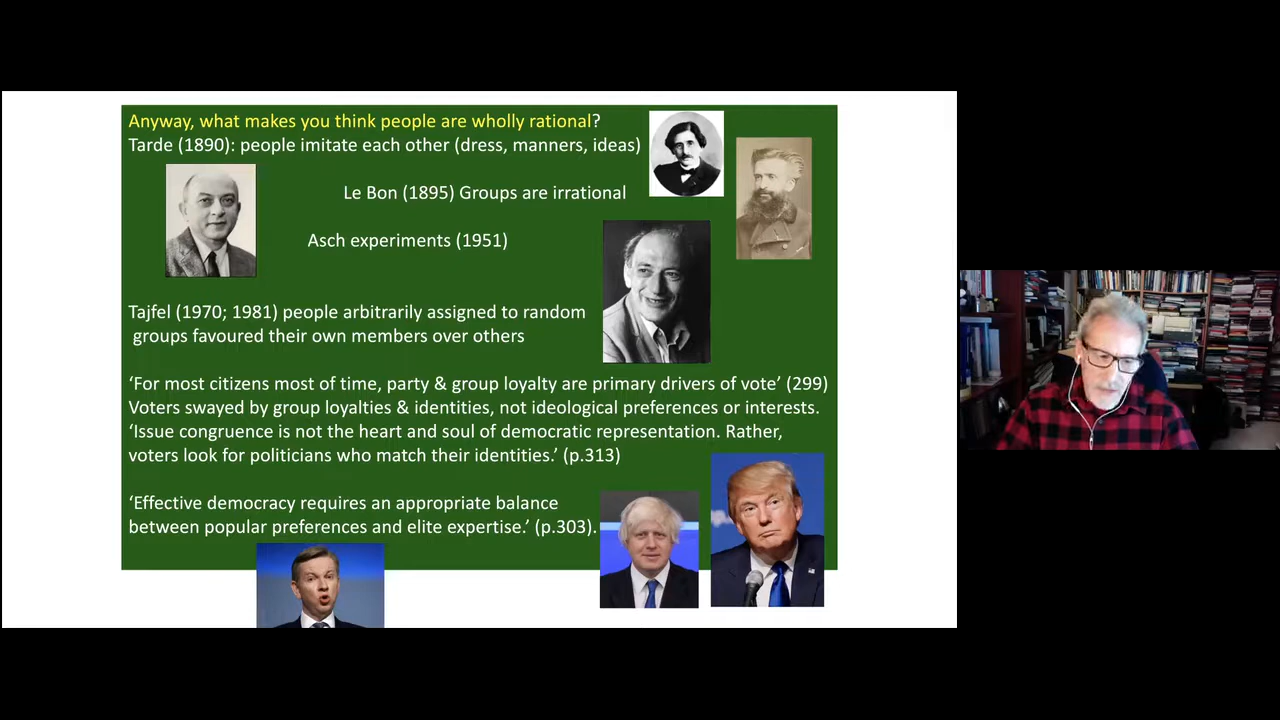 Anyway, what makes you think people are wholly rational?
Tarde (1890): people imitate each other (dress, manners, ideas)
Le Bon (1895) Groups are irrational
Asch experiments (1951)
Tajfel (1970; 1981) people arbitrarily assigned to random
groups favoured their own members over others
‘For most citizens most of time, party & group loyalty are primary drivers of vote’ (299)
Voters swayed by group loyalties & identities, not ideological preferences or interests.
‘Issue congruence is not the heart and soul of democratic representation. Rather,
voters look for politicians who match their identities.’ (p.313)
‘Effective democracy requires an appropriate balance
between popular preferences and elite expertise.’ (p.303).